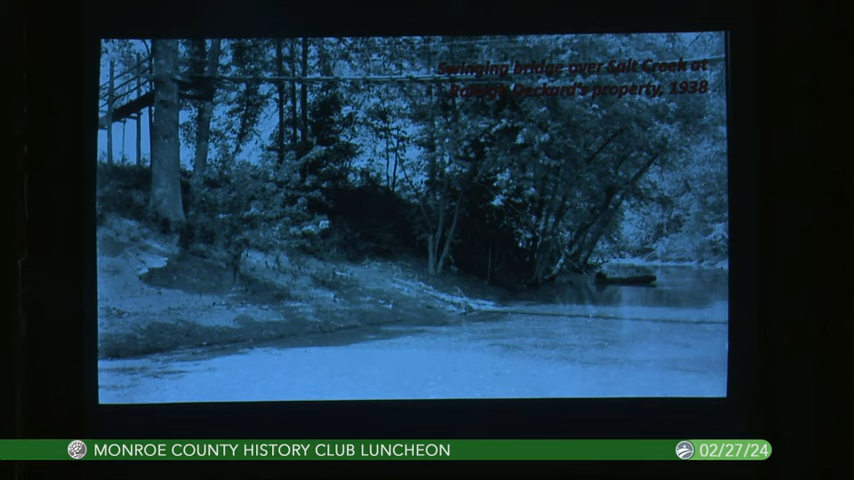 Swinging bridge over Salt Creek at
Deckard's property, 1938
MONROE COUNTY HISTORY CLUB LUNCHEON
02/27/24